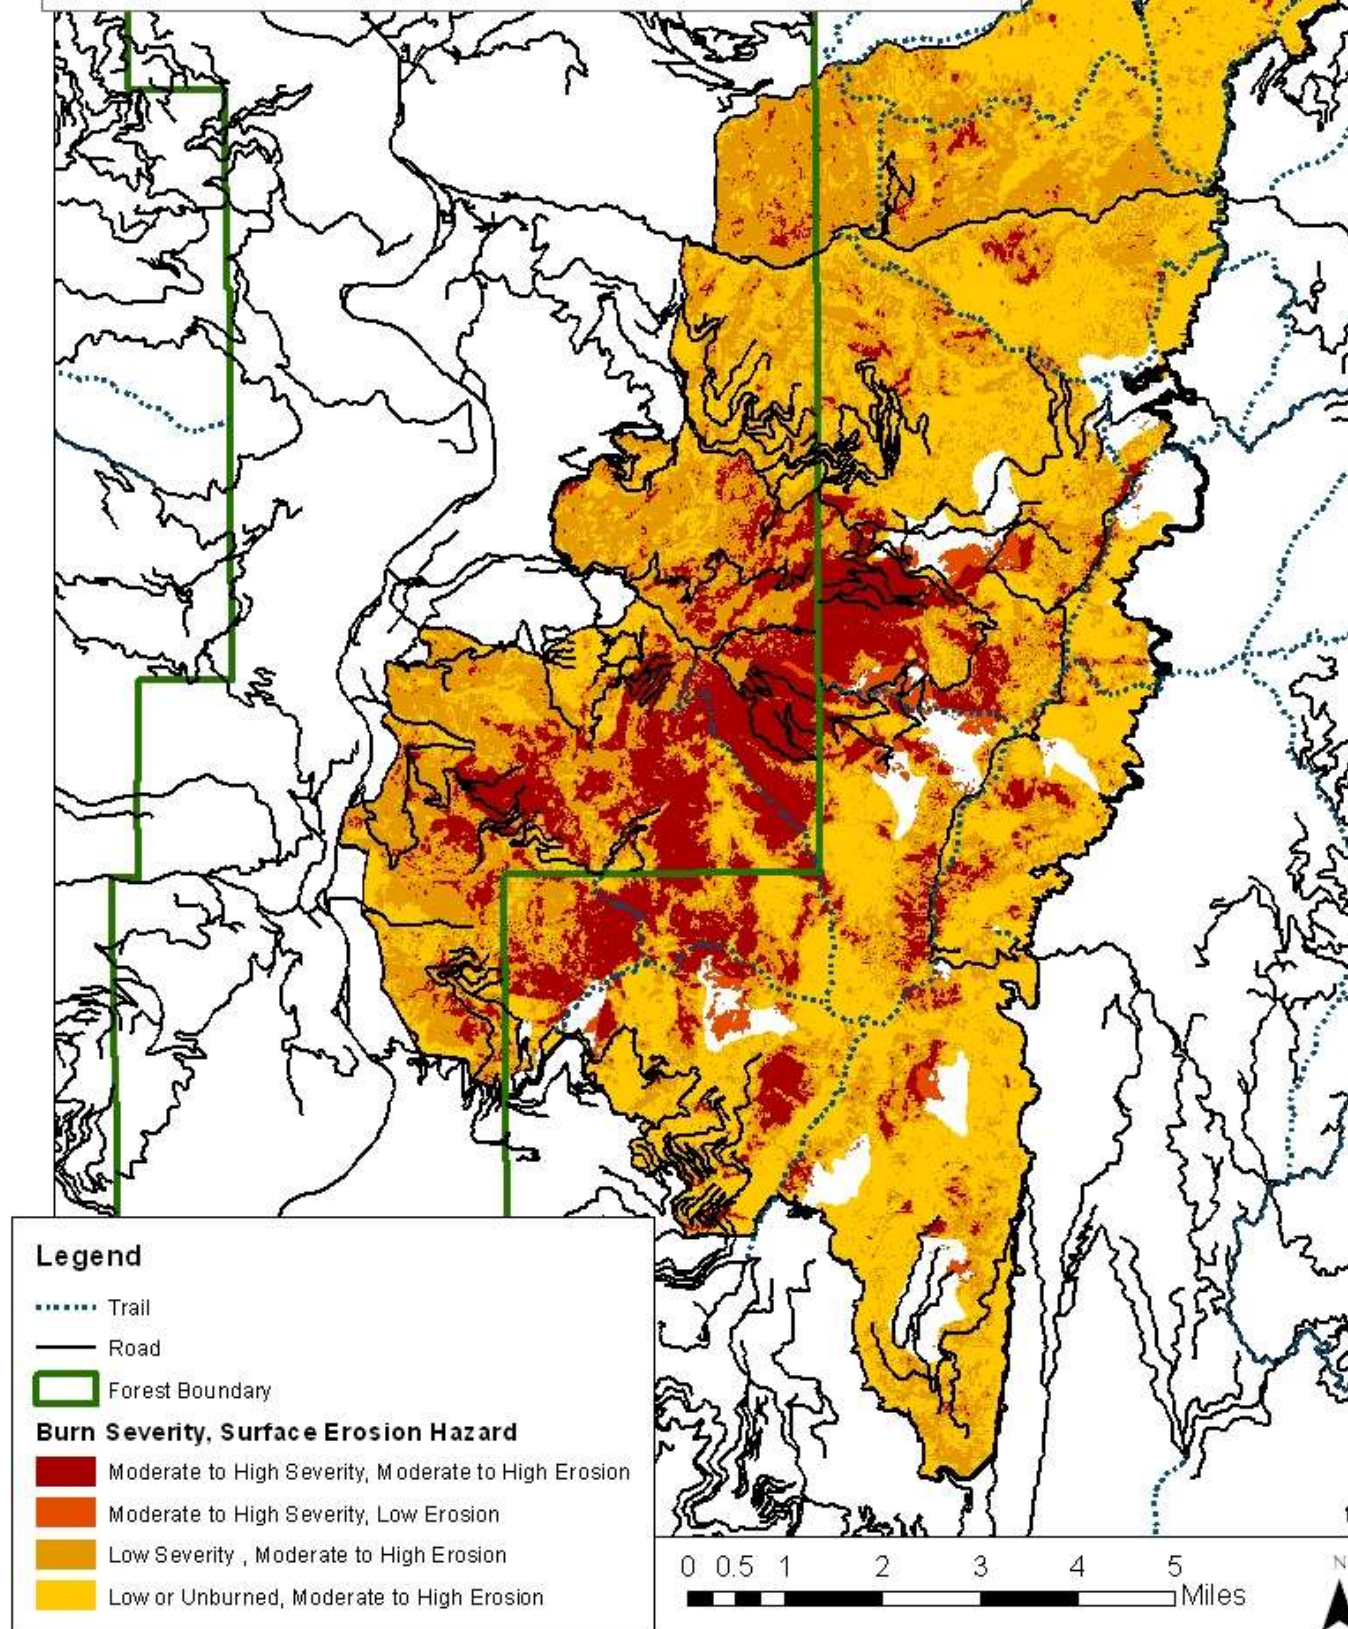 Legend
Trail
Road
Forest Boundary
Burn Severity, Surface Erosion Hazard
Moderate to High Severity, Moderate to High Erosion
Moderate to High Severity, Low Erosion
Low Severity , Moderate to High Erosion
Low or Unburned, Moderate to High Erosion
0 0.5 1 2 3 4 5
Miles
N